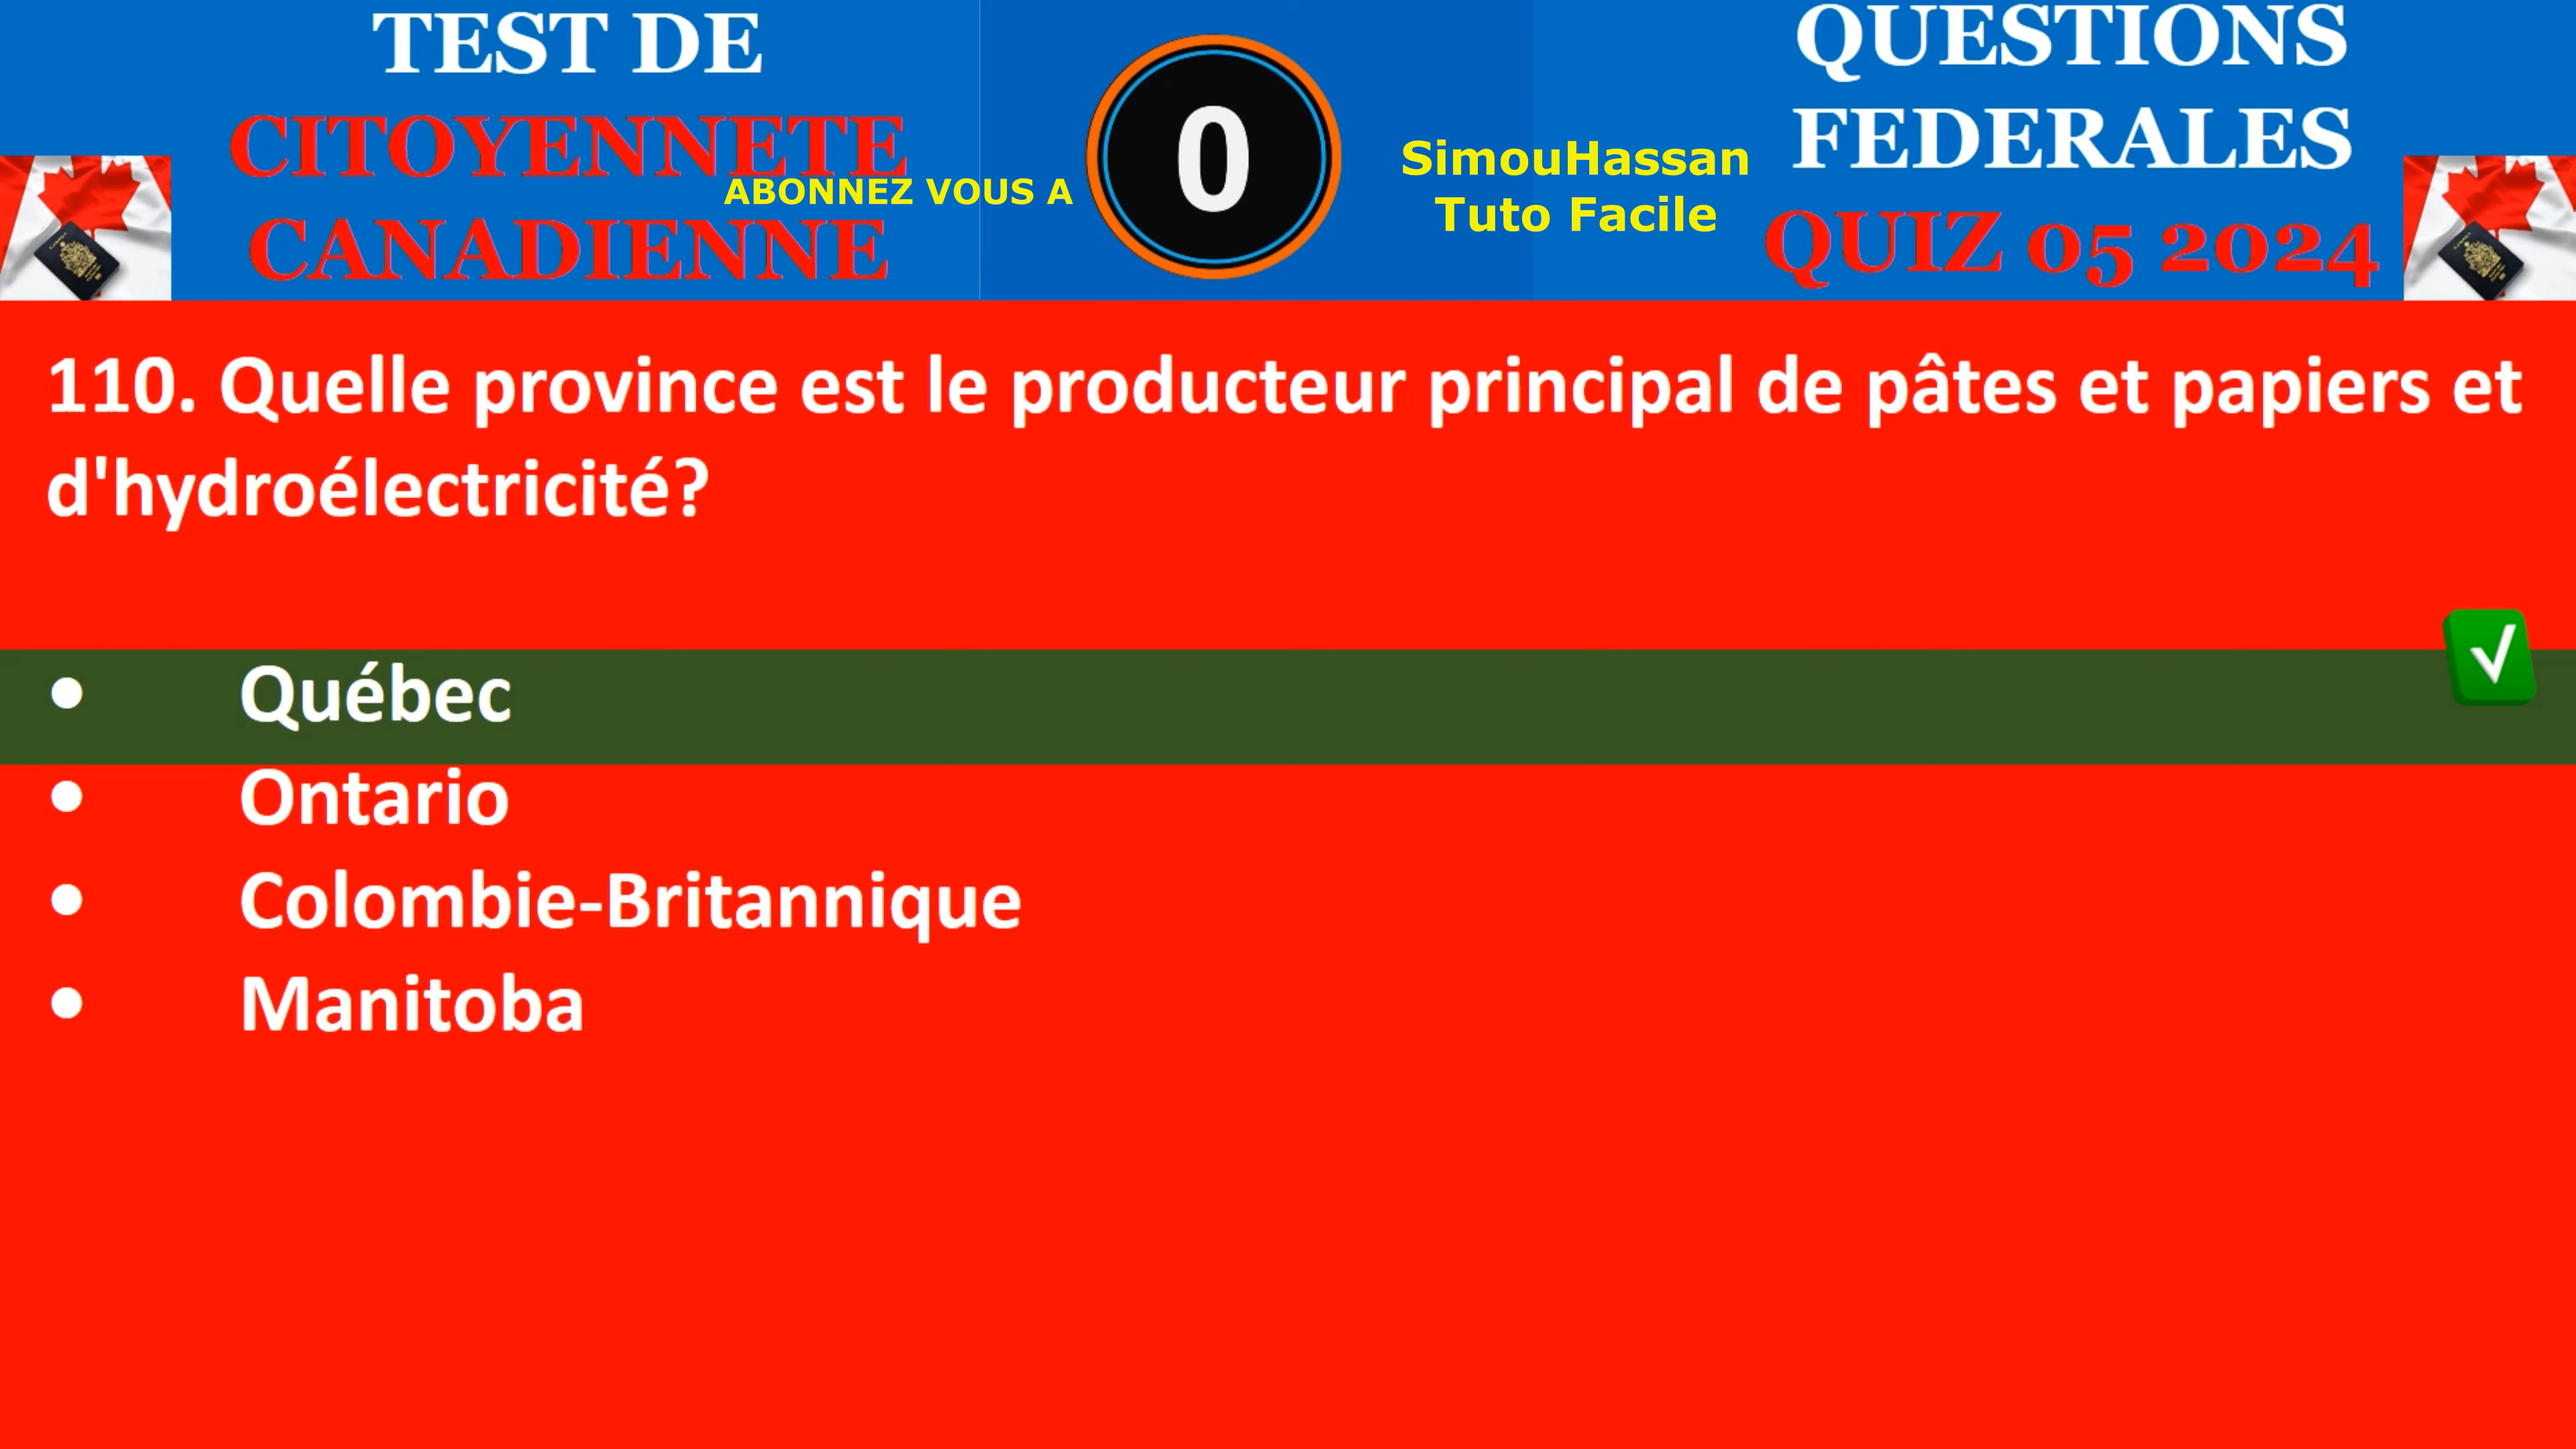 TEST DE
CITOYENNETE
CANADIENNE
ABONNEZ VOUS A
0
SimouHassan
Tuto Facile
QUESTIONS
FEDERALES
QUIZ 05 2024
110. Quelle province est le producteur principal de pâtes et papiers et
d'hydroélectricité?
• Québec
• Ontario
• Colombie-Britannique
• Manitoba